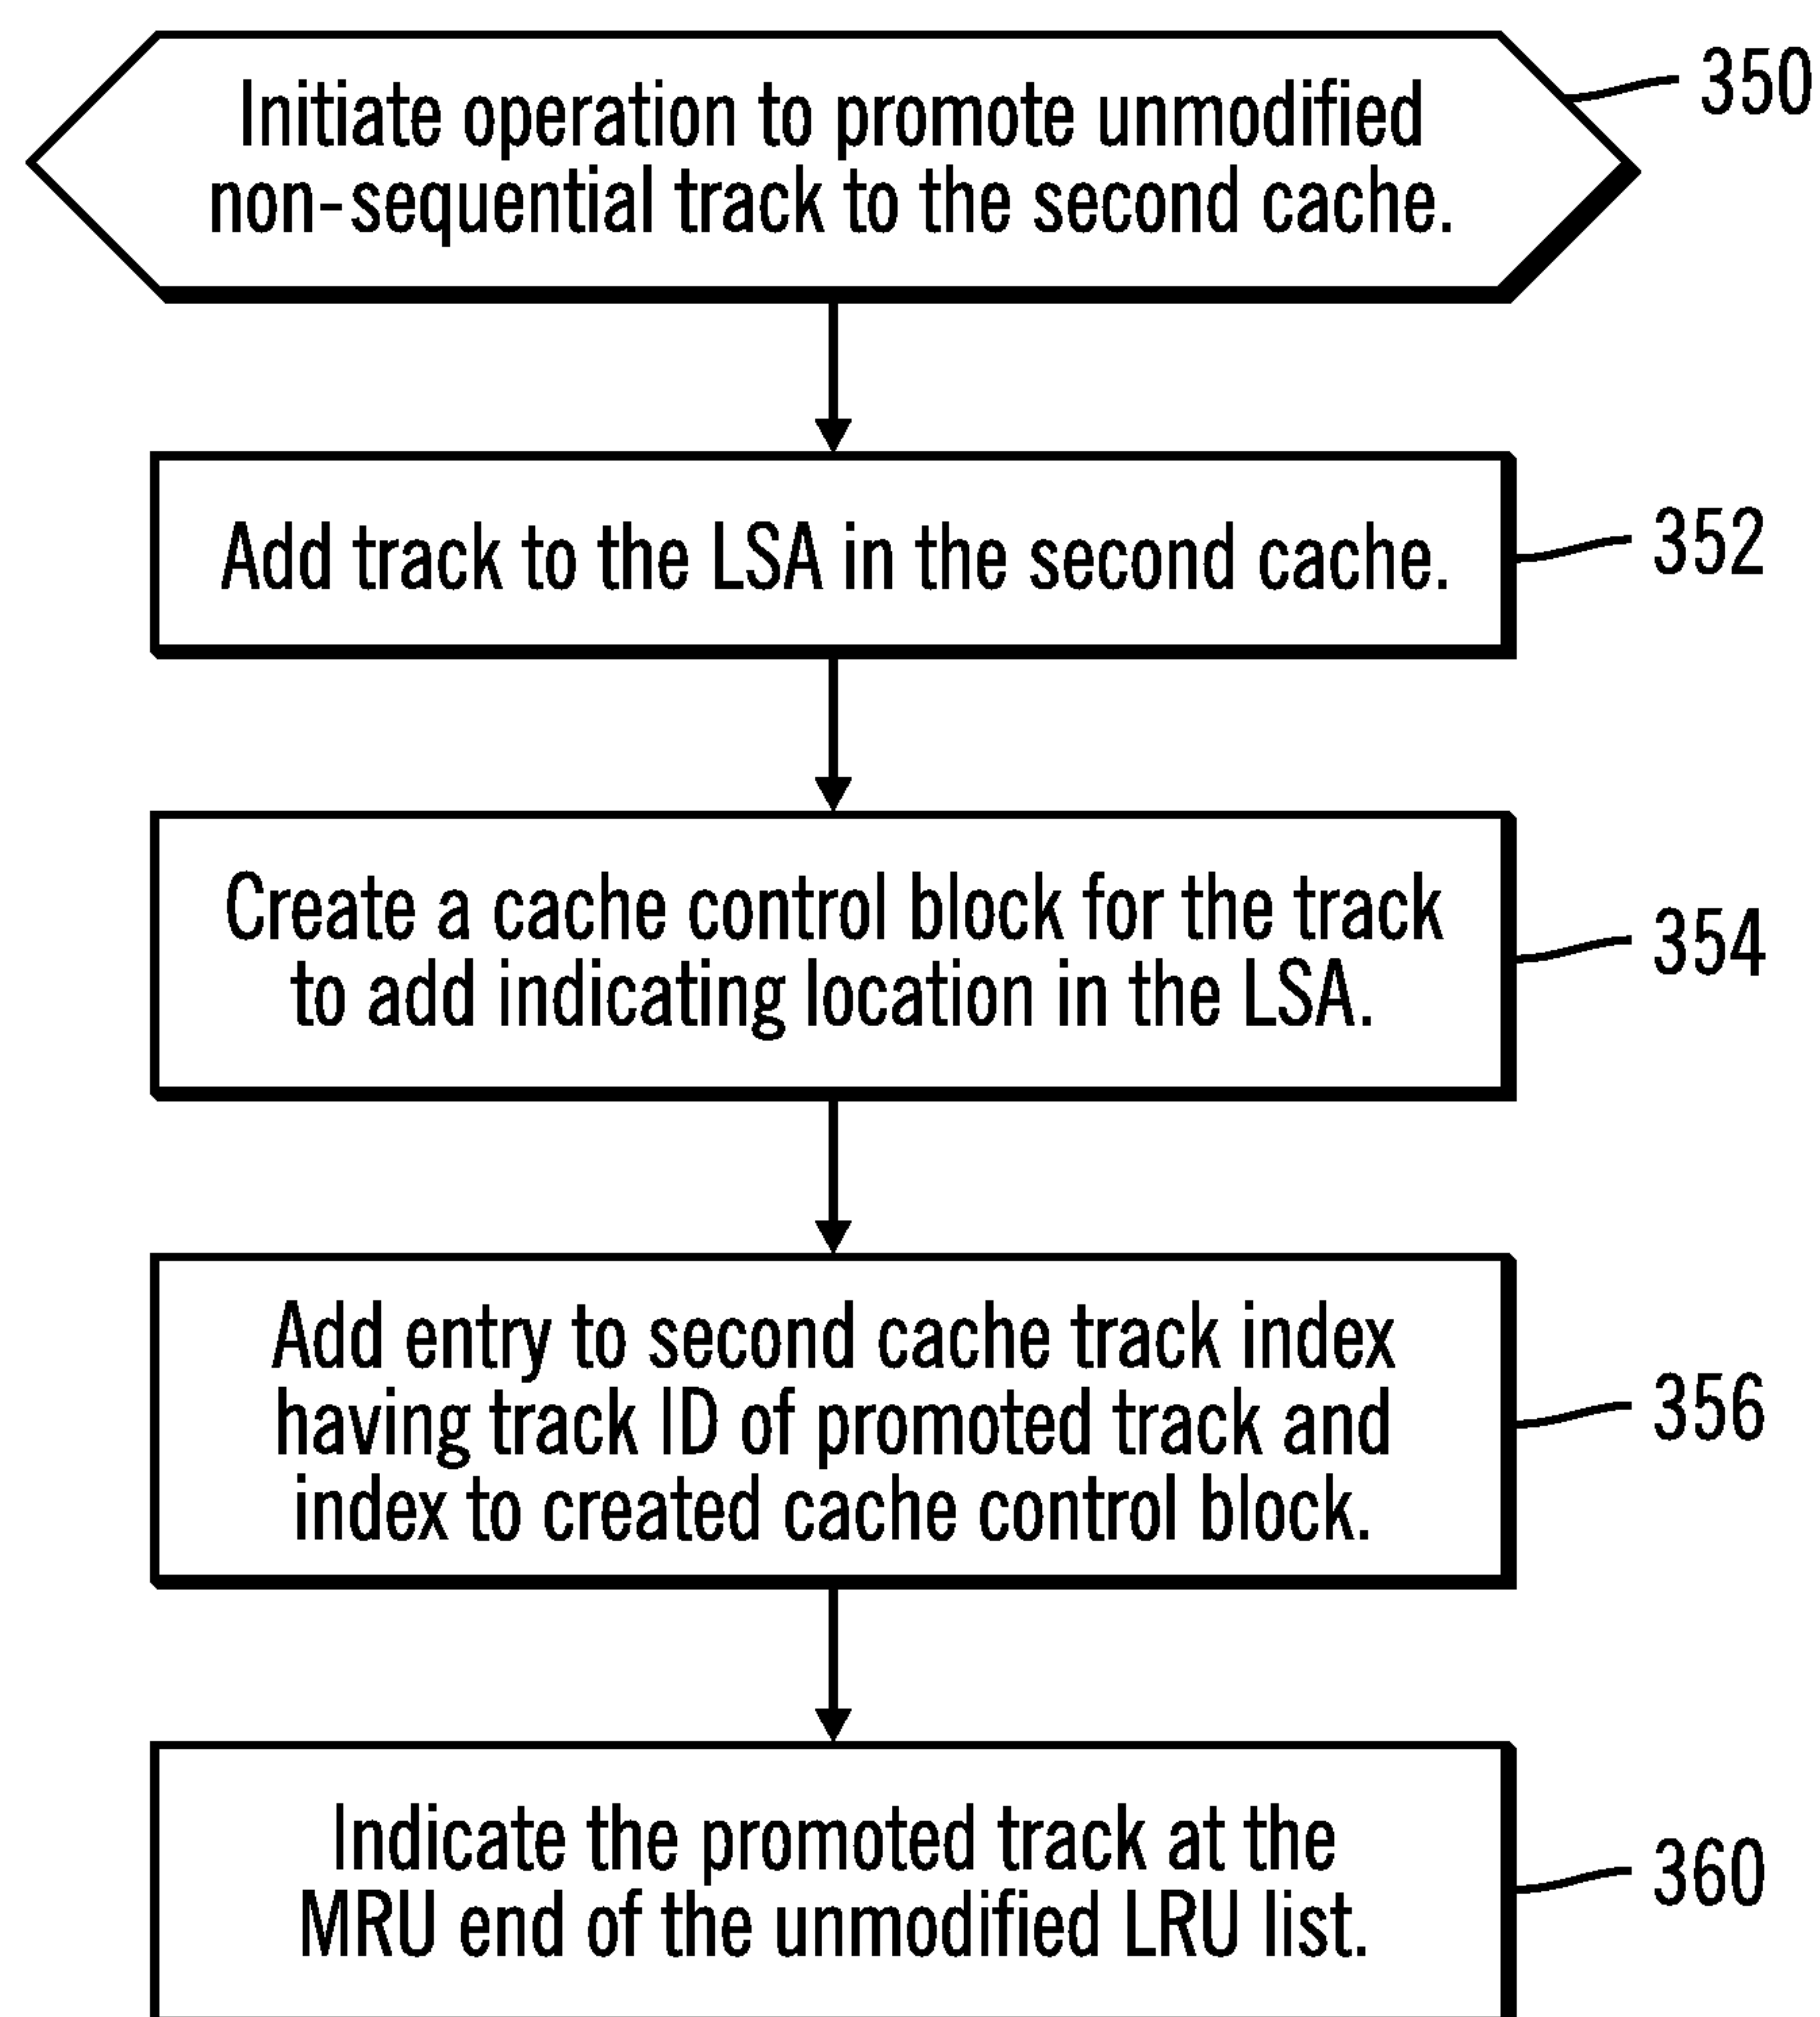 Initiate operation to promote unmodified
non-sequential track to the second cache.
350
Add track to the LSA in the second cache.
352
Create a cache control block for the track
to add indicating location in the LSA.
354
Add entry to second cache track index
having track ID of promoted track and
index to created cache control block.
356
Indicate the promoted track at the
MRU end of the unmodified LRU list.
360